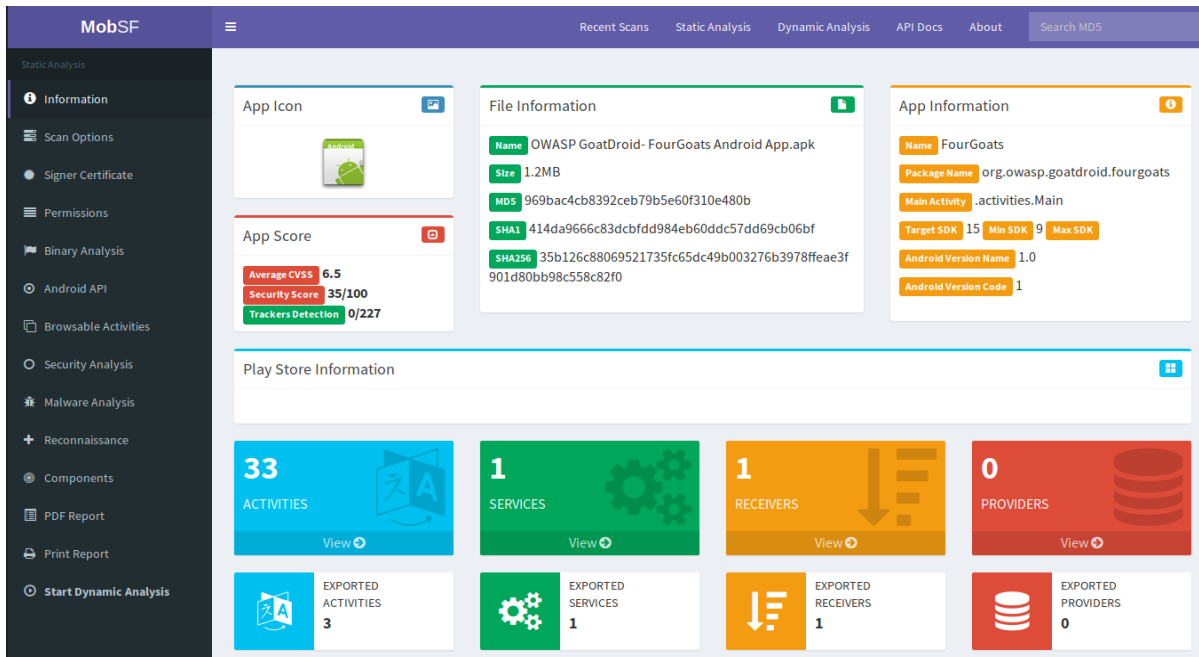 MobSF
Recent Scans Static Analysis Dynamic Analysis API Docs About Search MD5
Static Analysis
Information
Scan Options
Signer Certificate
Permissions
Binary Analysis
Android API
Browsable Activities
Security Analysis
Malware Analysis
Reconnaissance
Components
PDF Report
Print Report
Start Dynamic Analysis
App Icon
Android
App Score
Average CVSS 6.5
Security Score 35/100
Trackers Detection 0/227
File Information
Name OWASP GoatDroid- FourGoats Android App.apk
Size 1.2MB
MD5 969bac4cb8392ceb79b5e60f310e480b
SHA1 414da9666c83dcbfdd984eb60ddc57dd69cb06bf
SHA256 35b126c88069521735fc65dc49b003276b3978ffeae3f
901d80bb98c558c82f0
App Information
Name FourGoats
Package Name org.owasp.goatdroid.fourgoats
Main Activity .activities.Main
Target SDK 15 Min SDK 9 Max SDK
Android Version Name 1.0
Android Version Code 1
Play Store Information
33
ACTIVITIES
View
1
SERVICES
View
1
RECEIVERS
View
0
PROVIDERS
View
EXPORTED
ACTIVITIES
3
EXPORTED
SERVICES
1
EXPORTED
RECEIVERS
1
EXPORTED
PROVIDERS
0